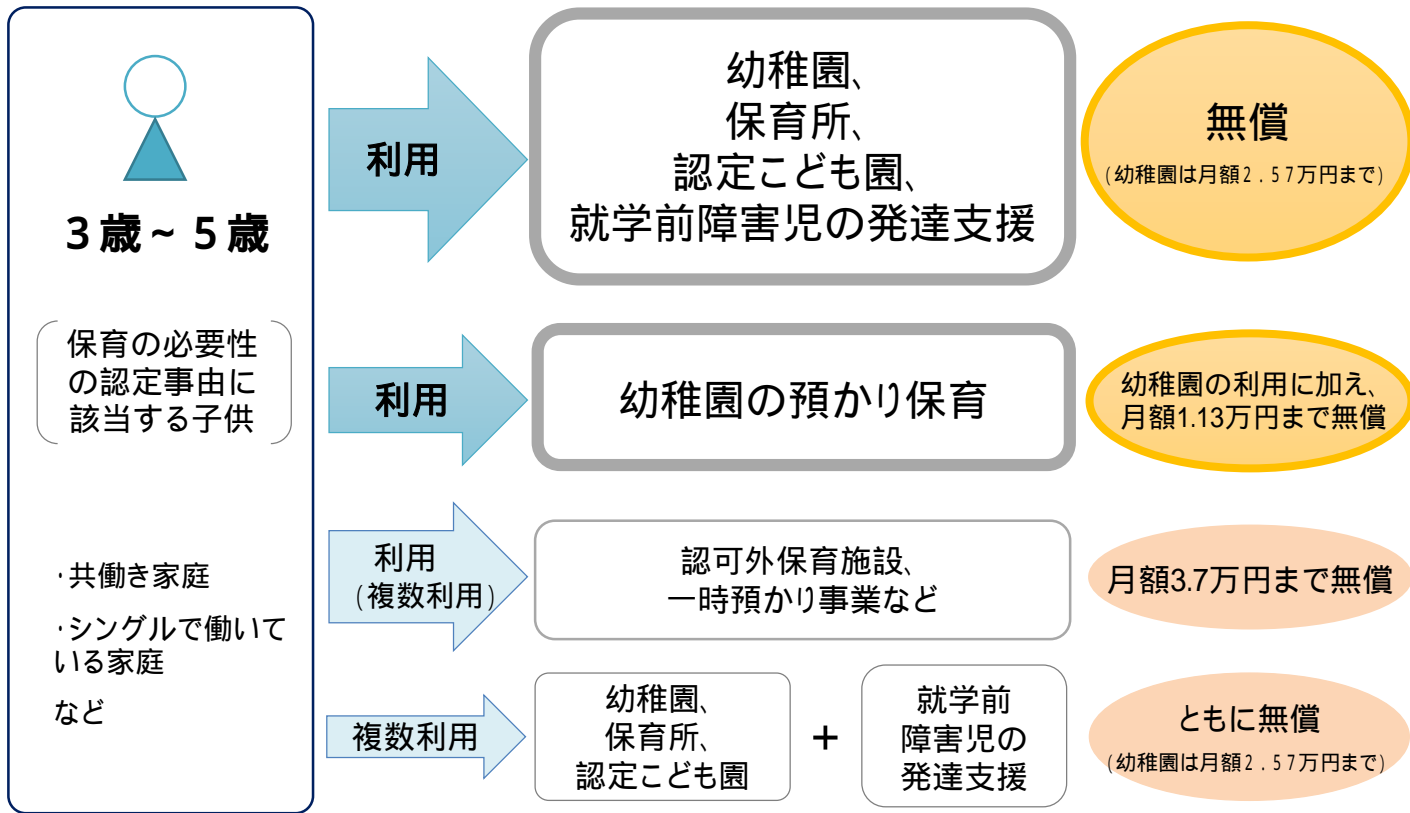 3歳~5歳
保育の必要性
の認定事由に
該当する子供
・共働き家庭
・シングルで働いて
いる家庭
など
利用
幼稚園、
保育所、
認定こども園、
就学前障害児の発達支援
無償
(幼稚園は月額2.57万円まで)
利用
幼稚園の預かり保育
幼稚園の利用に加え、
月額1.13万円まで無償
利用
(複数利用)
認可外保育施設、
一時預かり事業など
月額3.7万円まで無償
複数利用
幼稚園、
保育所、
認定こども園
+
就学前
障害児の
発達支援
ともに無償
(幼稚園は月額2.57万円まで)